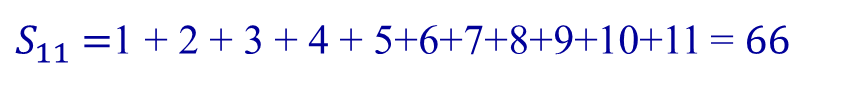 S₁₁ =1 + 2 + 3 + 4 + 5+6+7+8+9+10+11 = 66